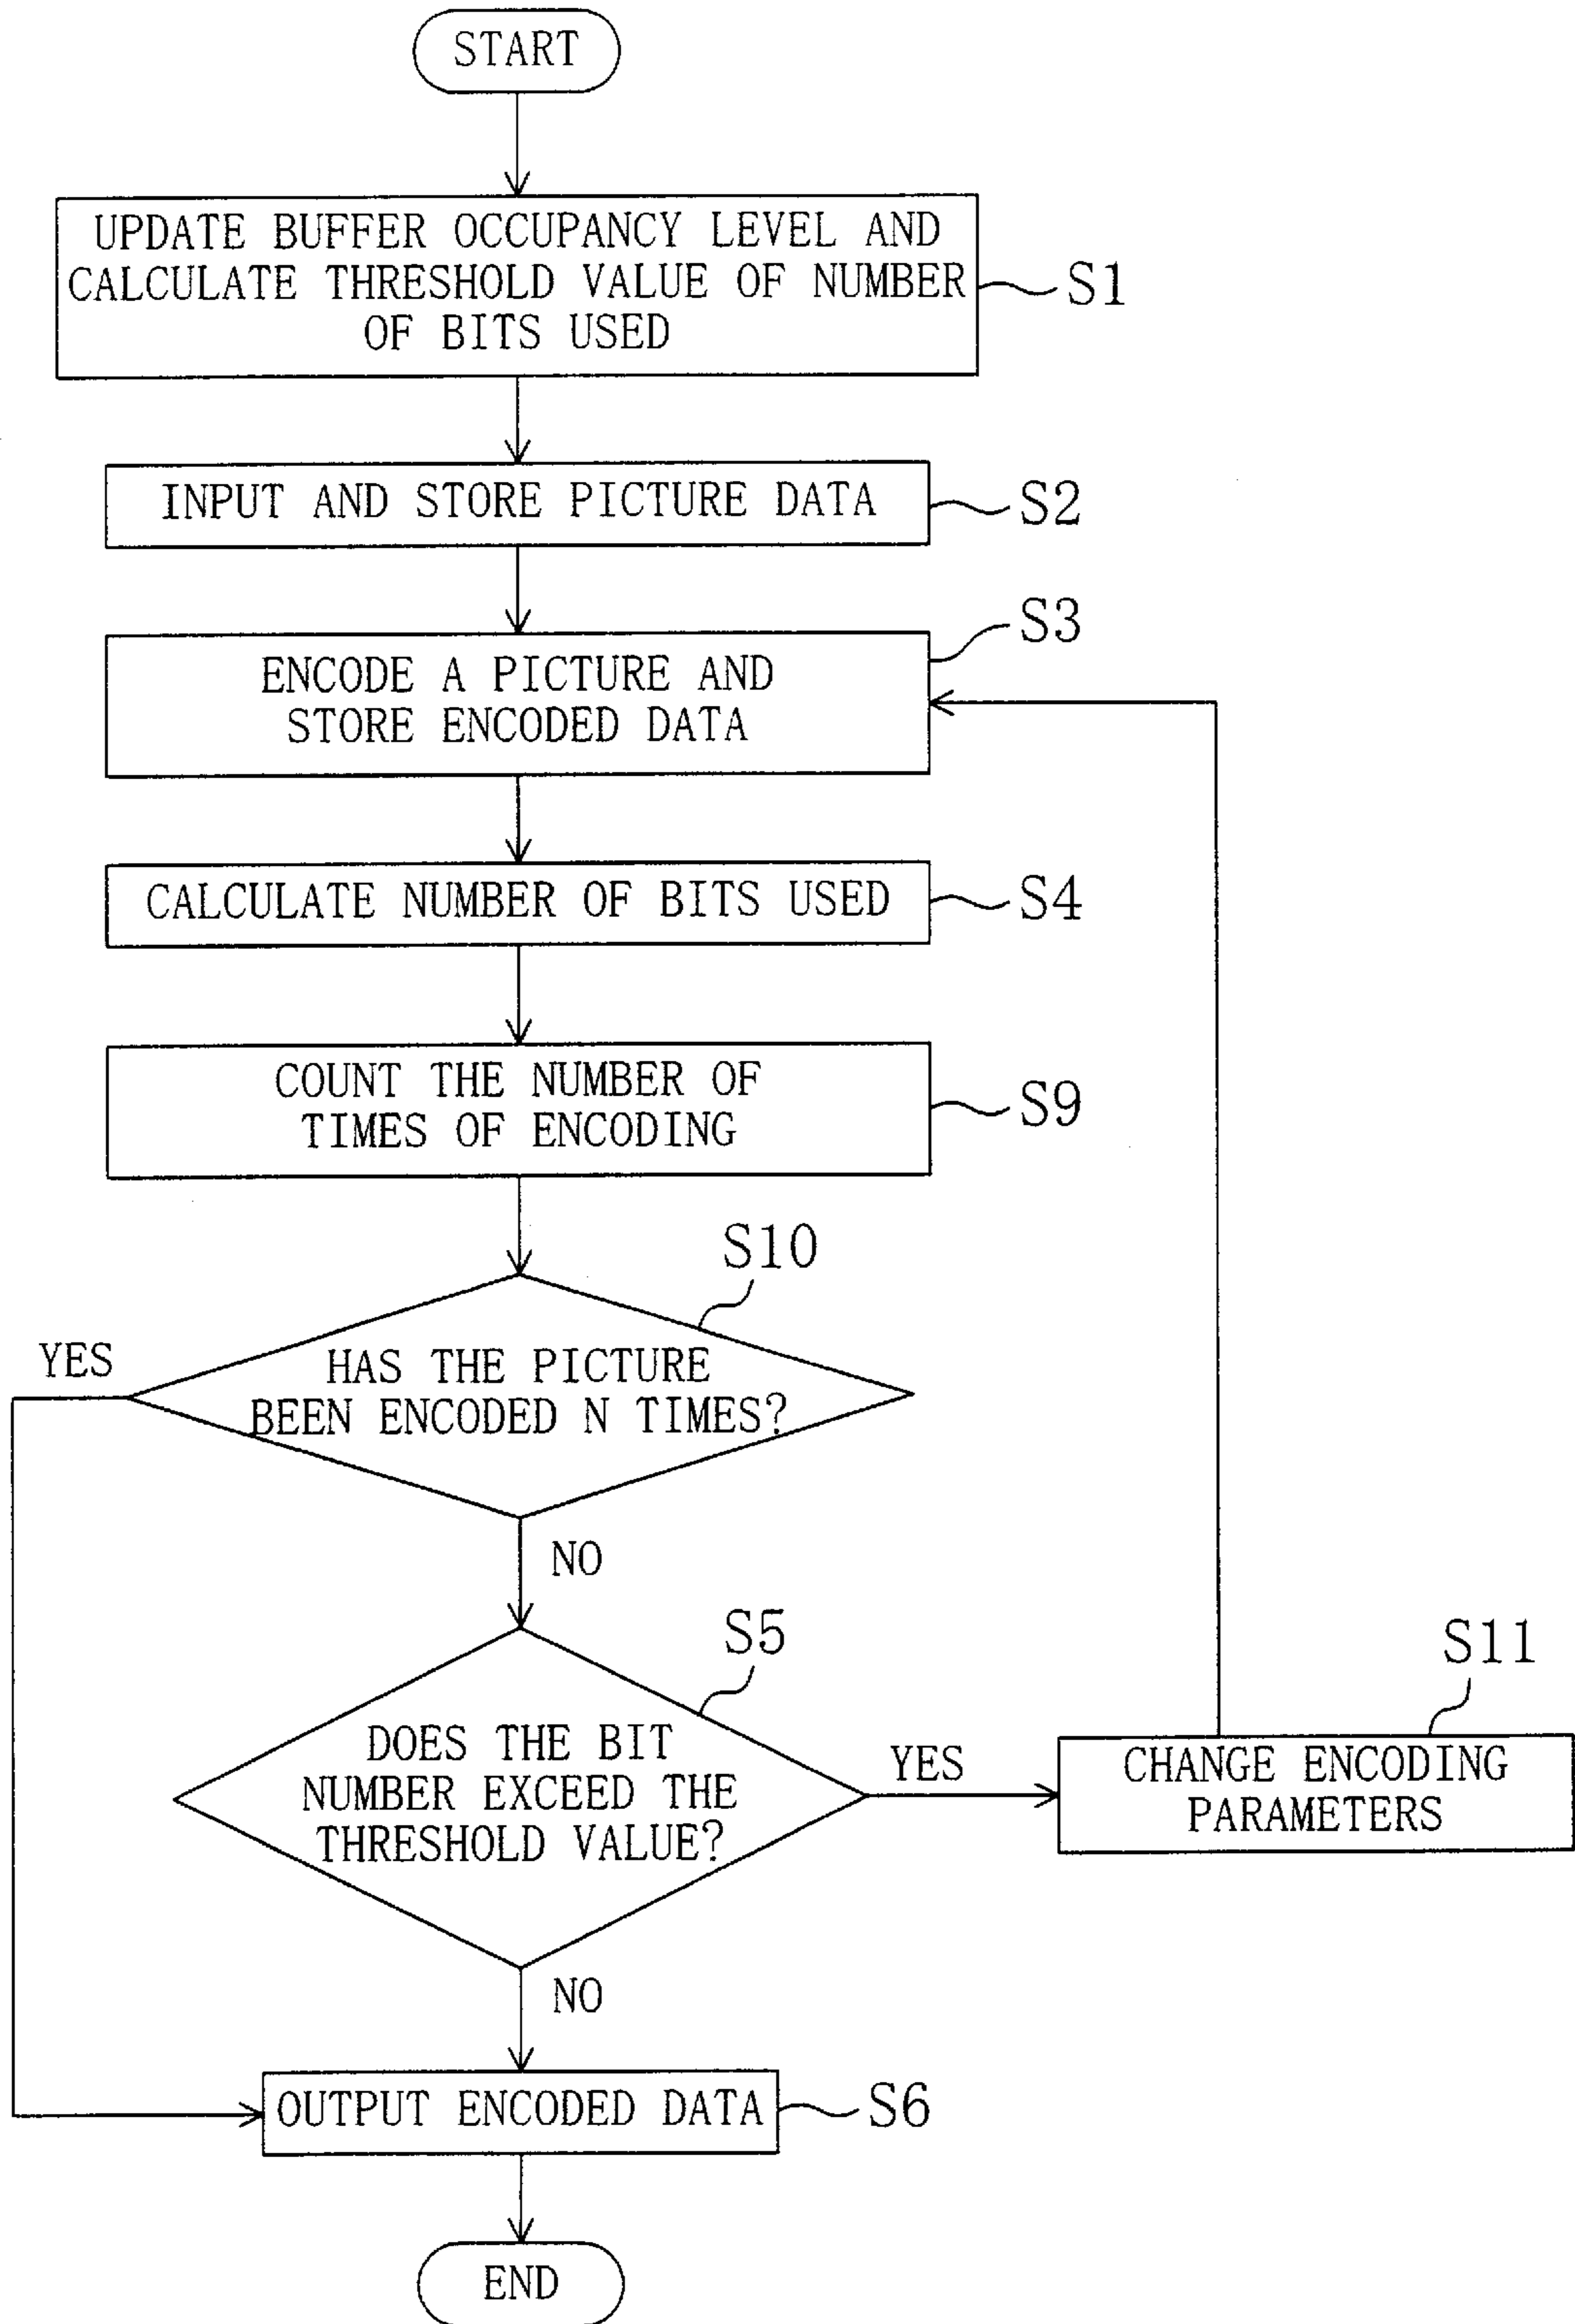 START
UPDATE BUFFER OCCUPANCY LEVEL AND
CALCULATE THRESHOLD VALUE OF NUMBER
OF BITS USED
S1
INPUT AND STORE PICTURE DATA
S2
S3
ENCODE A PICTURE AND
STORE ENCODED DATA
CALCULATE NUMBER OF BITS USED
S4
COUNT THE NUMBER OF
TIMES OF ENCODING
S9
S10
YES
HAS THE PICTURE
BEEN ENCODED N TIMES?
NO
S5
S11
DOES THE BIT
NUMBER EXCEED THE
THRESHOLD VALUE?
YES
CHANGE ENCODING
PARAMETERS
NO
OUTPUT ENCODED DATA
S6
END